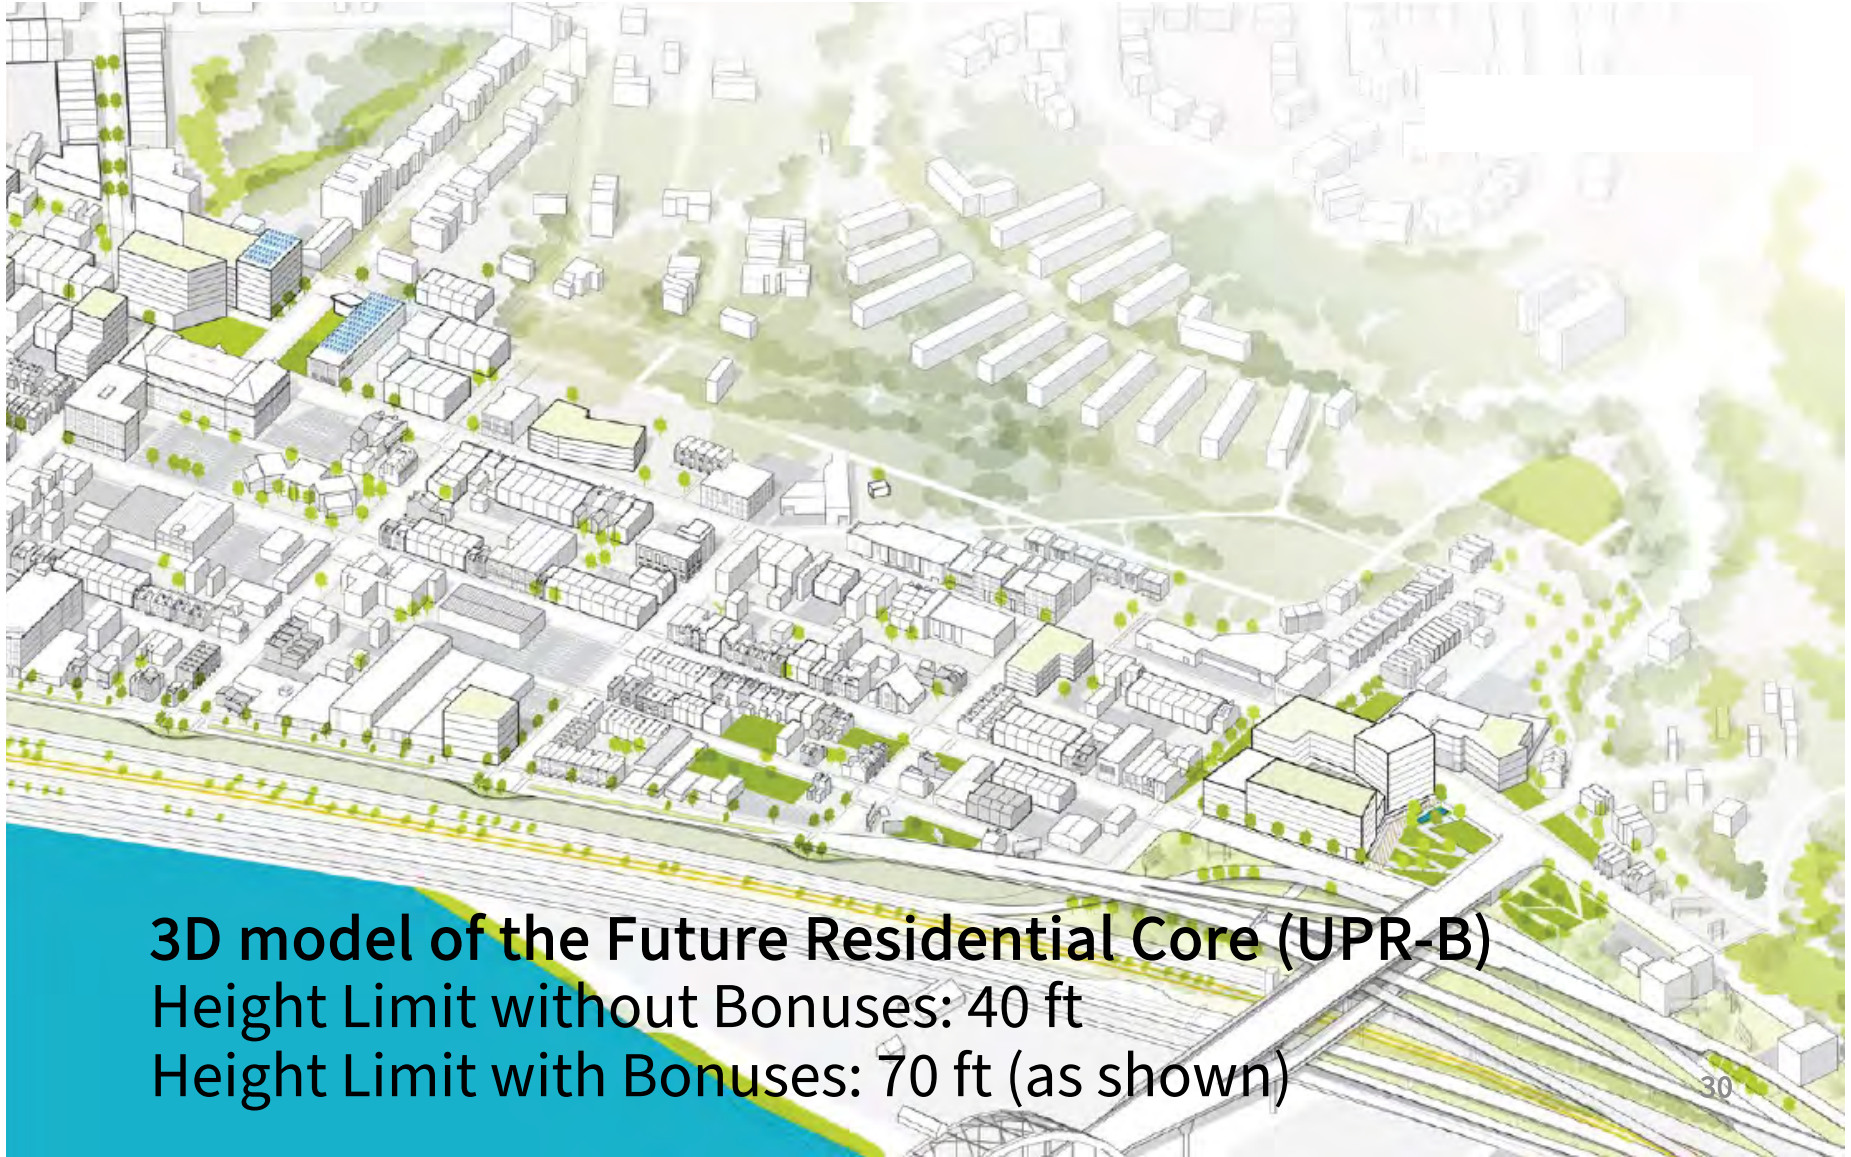 3D model of the Future Residential Core (UPR-B)
Height Limit without Bonuses: 40 ft
Height Limit with Bonuses: 70 ft (as shown)
30